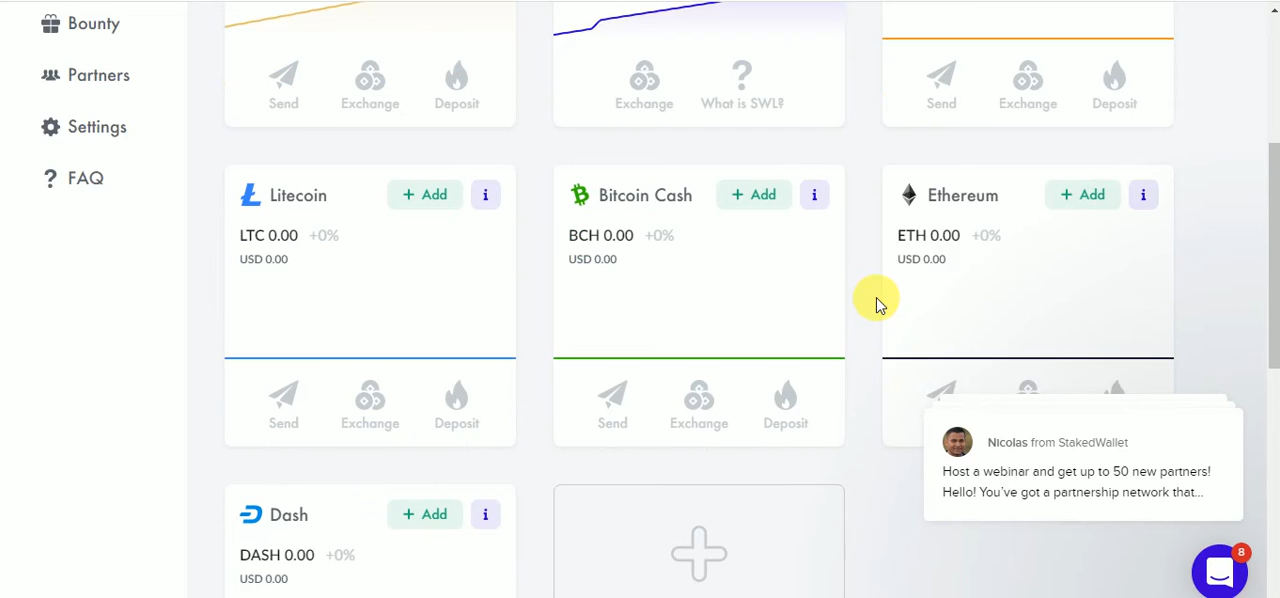 Bounty
Partners
Settings
FAQ
Send Exchange Deposit
Exchange What is SWL?
Send Exchange Deposit
Litecoin + Add i
LTC 0.00 +0%
USD 0.00
Send Exchange Deposit
Bitcoin Cash + Add i
BCH 0.00 +0%
USD 0.00
Send Exchange Deposit
Ethereum + Add i
ETH 0.00 +0%
USD 0.00
Dash + Add i
DASH 0.00 +0%
USD 0.00
Nicolas from StakedWallet
Host a webinar and get up to 50 new partners!
Hello! You've got a partnership network that...
8